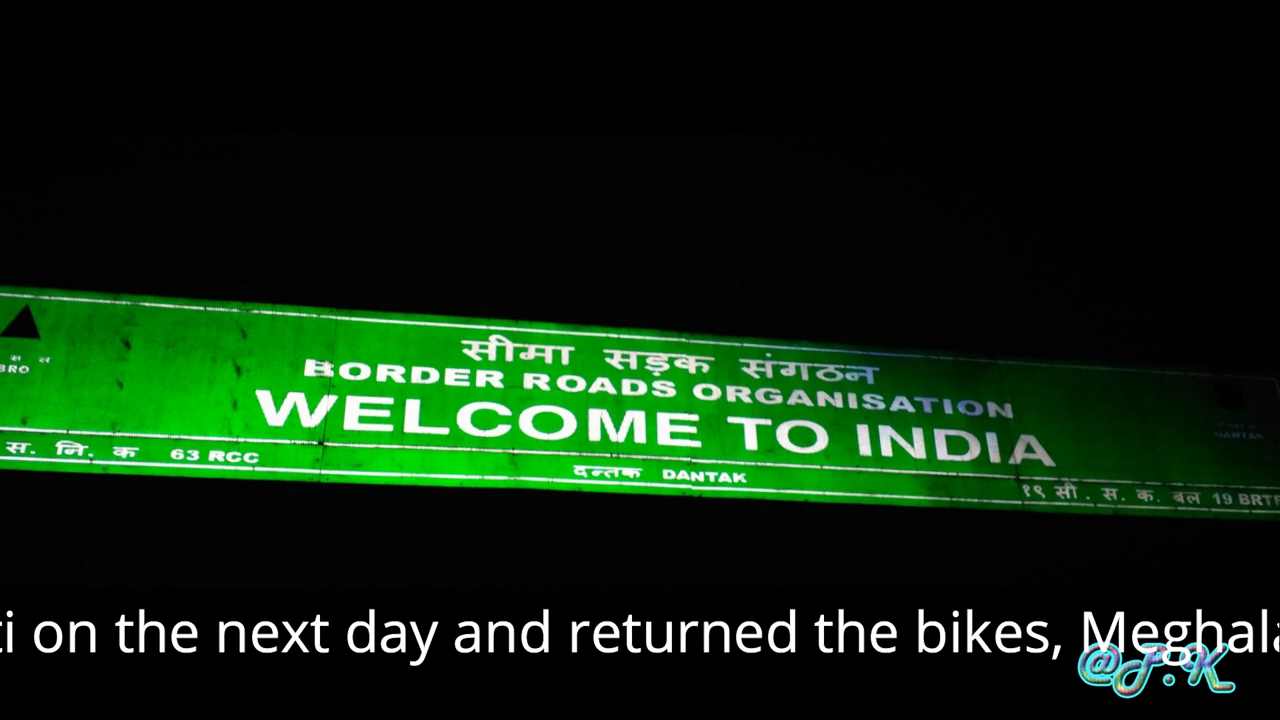 सीमा सड़क संगठन
BORDER ROADS ORGANISATION
WELCOME TO INDIA
BRO
स. नि. क 63 RCC
दन्तक DANTAK
१९ सी. स. क. बल 19 BRTF
DANTAK
ti on the next day and returned the bikes, Meghala
@P.K